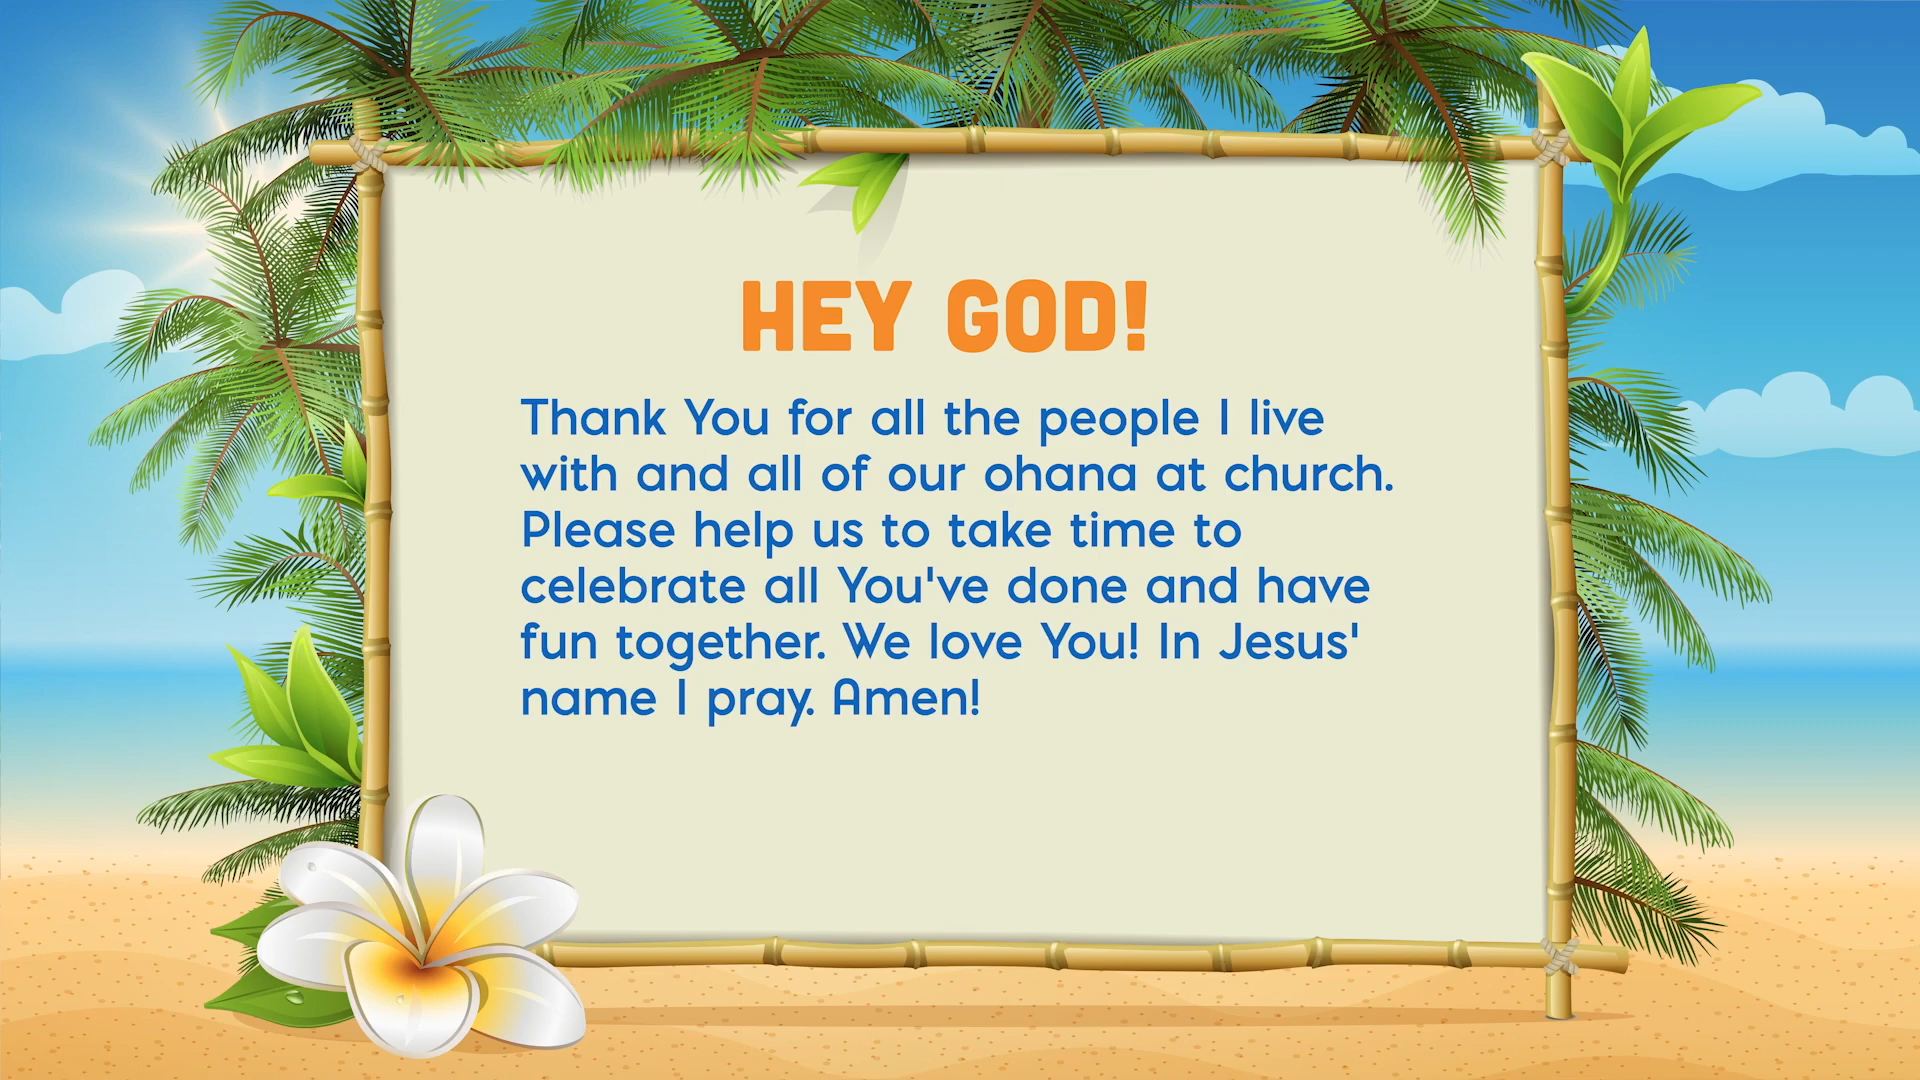 HEY GOD!
Thank You for all the people I live
with and all of our ohana at church.
Please help us to take time to
celebrate all You've done and have
fun together. We love You! In Jesus'
name I pray. Amen!